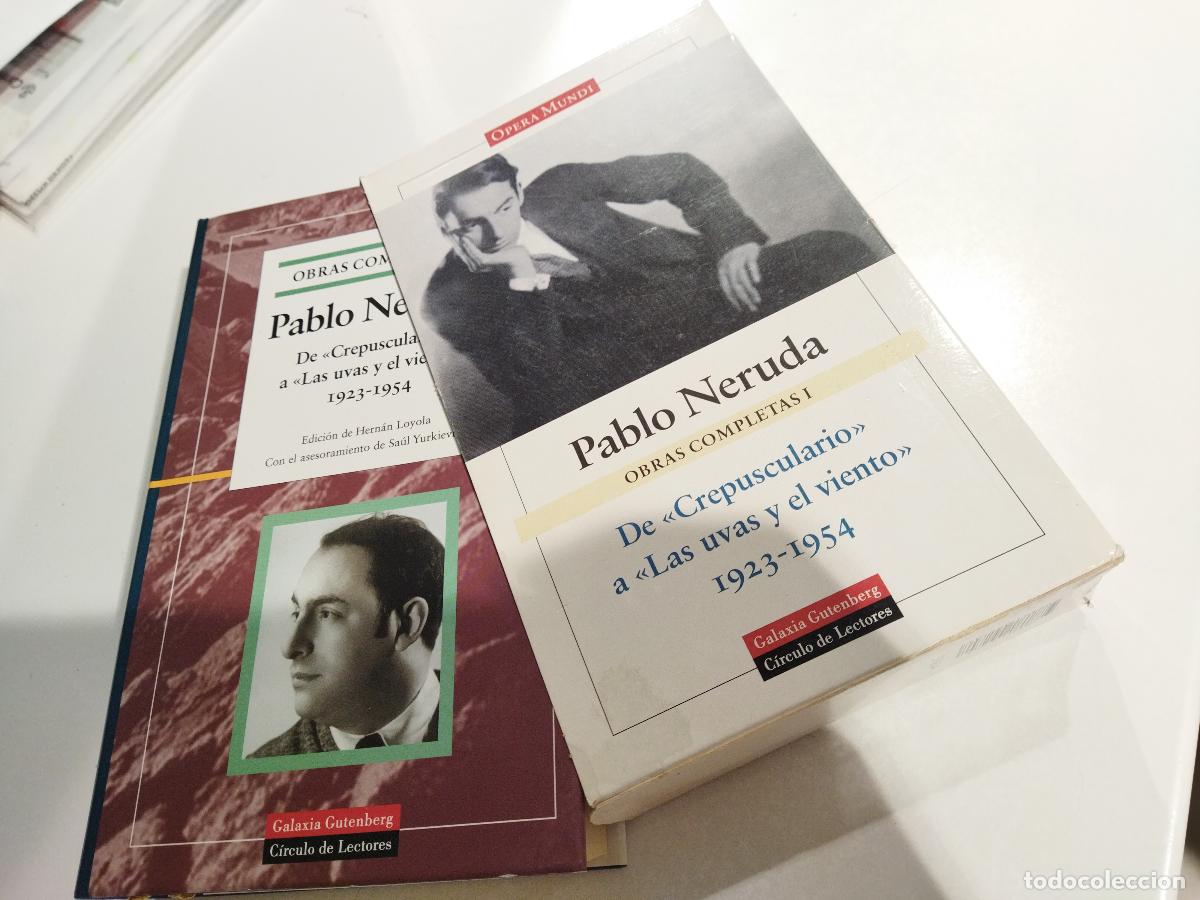 OBRAS COM
Pablo Ne
De «Crepuscula
a «Las uvas y el vie
1923-1954
Edición de Hernán Loyola
Con el asesoramiento de Saúl Yurkiev
Galaxia Gutenberg
Círculo de Lectores
OPERA MUNDI
Pablo Neruda
OBRAS COMPLETAS I
De «Crepusculario»
a «Las uvas y el viento»
1923-1954
Galaxia Gutenberg
Círculo de Lectores
todocoleccion